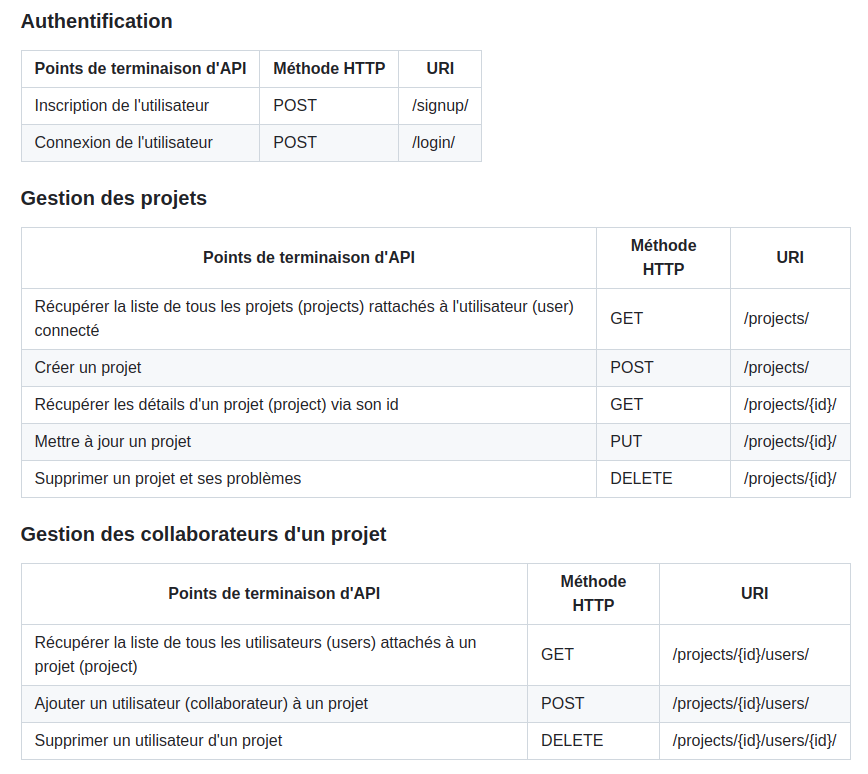 Authentification
Points de terminaison d'API Méthode HTTP URI
Inscription de l'utilisateur POST /signup/
Connexion de l'utilisateur POST /login/
Gestion des projets
Points de terminaison d'API Méthode HTTP URI
Récupérer la liste de tous les projets (projects) rattachés à l'utilisateur (user)
connecté GET /projects/
Créer un projet POST /projects/
Récupérer les détails d'un projet (project) via son id GET /projects/{id}/
Mettre à jour un projet PUT /projects/{id}/
Supprimer un projet et ses problèmes DELETE /projects/{id}/
Gestion des collaborateurs d'un projet
Points de terminaison d'API Méthode HTTP URI
Récupérer la liste de tous les utilisateurs (users) attachés à un
projet (project) GET /projects/{id}/users/
Ajouter un utilisateur (collaborateur) à un projet POST /projects/{id}/users/
Supprimer un utilisateur d'un projet DELETE /projects/{id}/users/{id}/